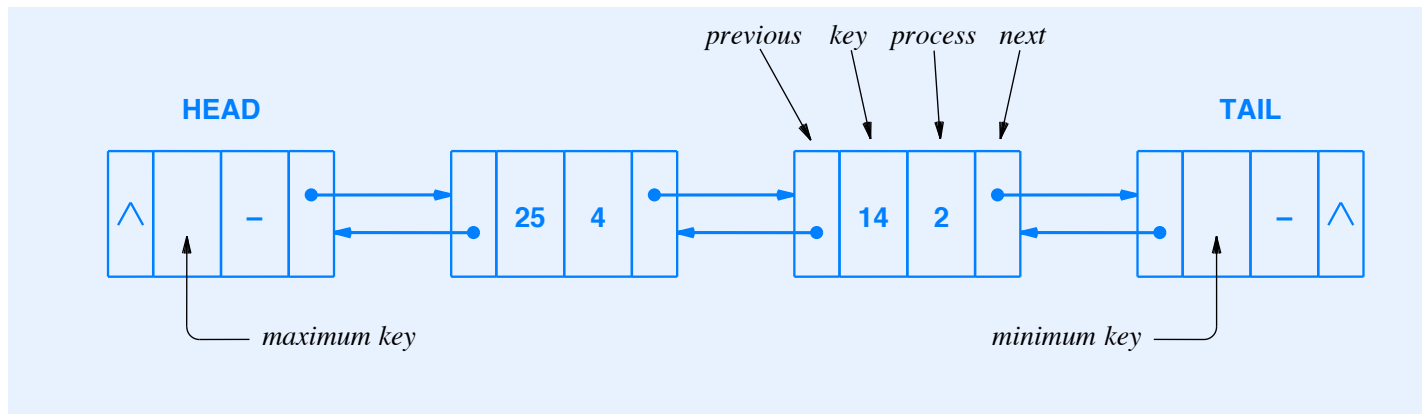 previous key process next
HEAD TAIL
– 25 4 14 2 –
maximum key minimum key